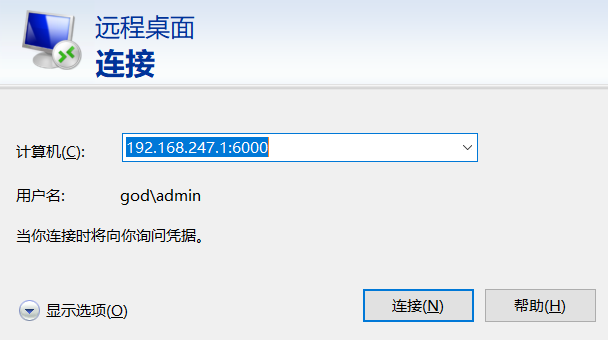 远程桌面
连接
计算机(C):
192.168.247.1:6000
用户名:
god\admin
当你连接时将向你询问凭据。
显示选项(O)
连接(N)
帮助(H)